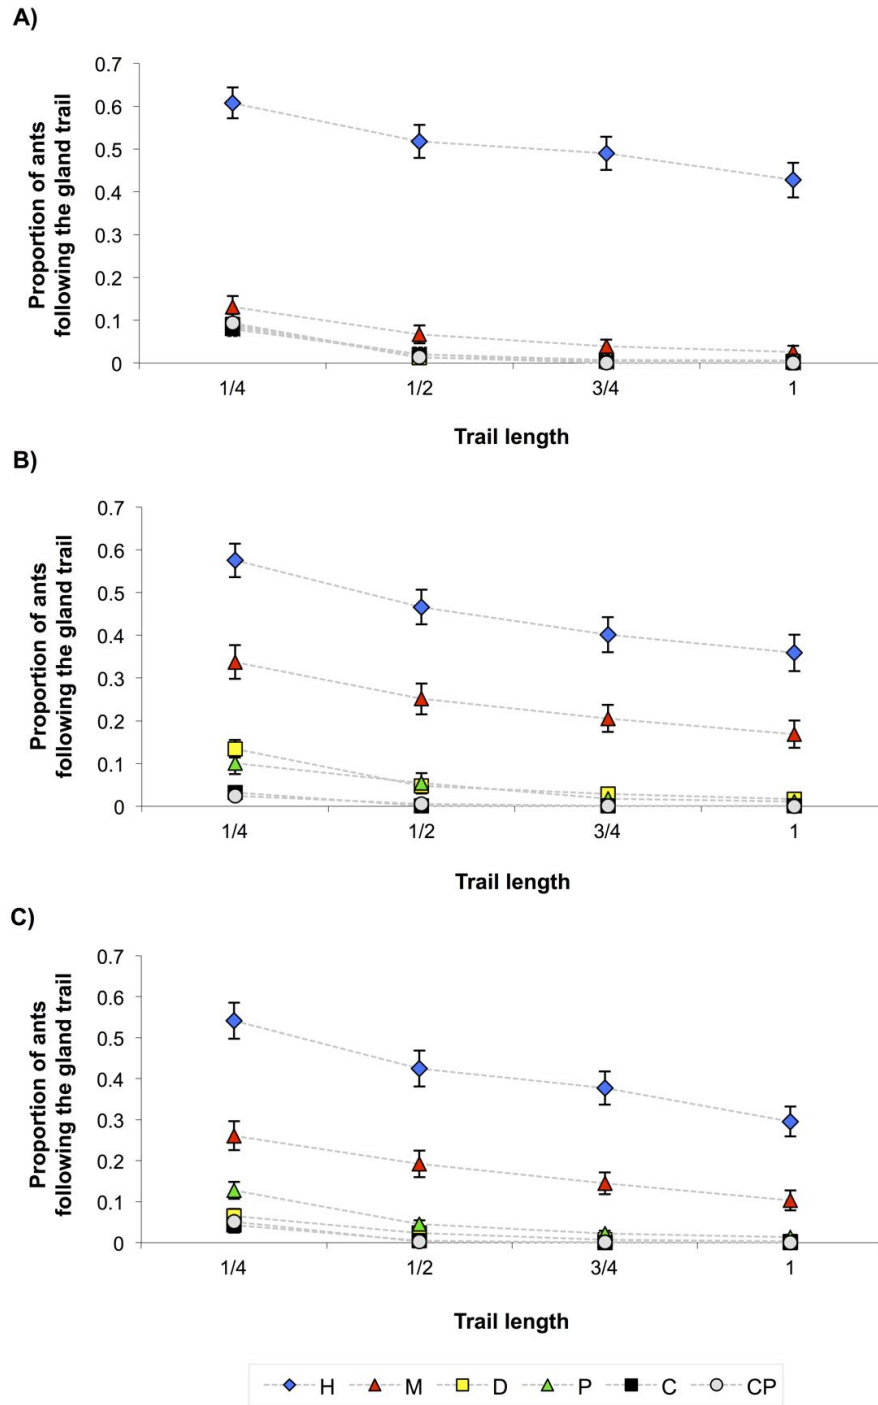 A)
Proportion of ants
following the gland trail
0.7
0.6
0.5
0.4
0.3
0.2
0.1
0
1/4 1/2 3/4 1
Trail length
B)
Proportion of ants
following the gland trail
0.7
0.6
0.5
0.4
0.3
0.2
0.1
0
1/4 1/2 3/4 1
Trail length
C)
Proportion of ants
following the gland trail
0.7
0.6
0.5
0.4
0.3
0.2
0.1
0
1/4 1/2 3/4 1
Trail length
H M D P C CP